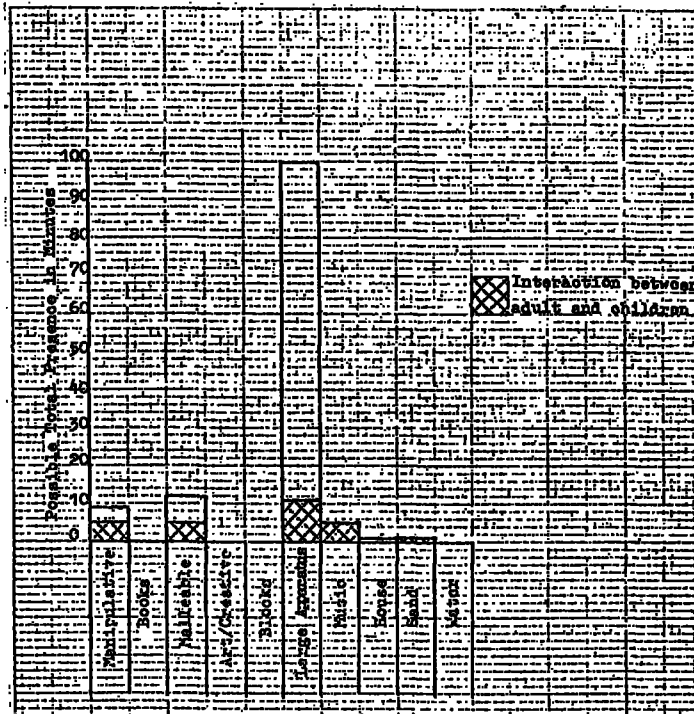 Possible Total Presence in Minutes
100
90
80
70
60
50
40
30
20
10
0
Interaction between
adult and children
Manipulative
Books
Malleable
Art/Creative
Blocks
Large Aparatus
Music
House
Sand
Water